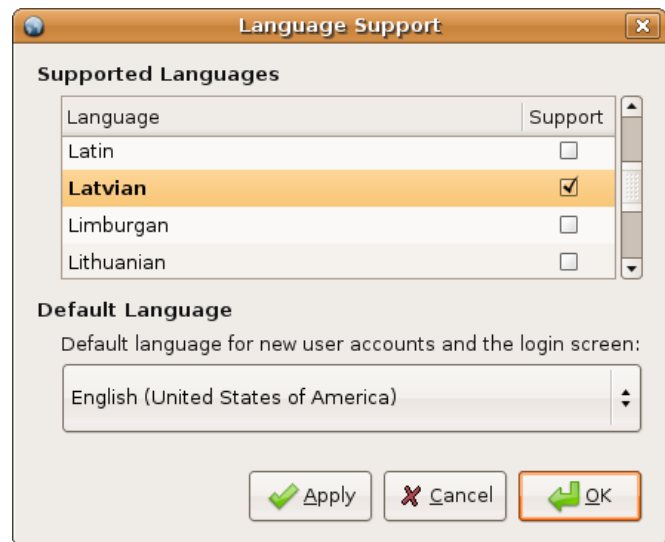 Language Support
Supported Languages
Language Support
Latin
Latvian
Limburgan
Lithuanian
Default Language
Default language for new user accounts and the login screen:
English (United States of America)
Apply Cancel OK